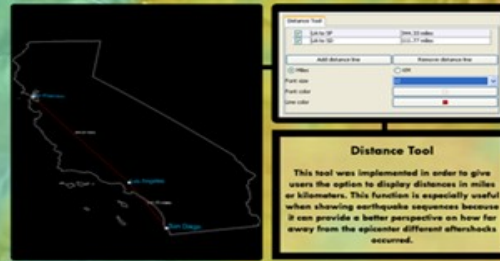 San Francisco
Los Angeles
San Diego
Distance Tool
LA to SF
LA to SD
Add distance line
Remove distance line
Miles
KM
Font size
Font color
Line color
Distance Tool
This tool was implemented in order to give
users the option to display distances in miles
or kilometers. This function is especially useful
when showing earthquake sequences because
it can provide a better perspective on how far
away from the epicenter different aftershocks
occurred.